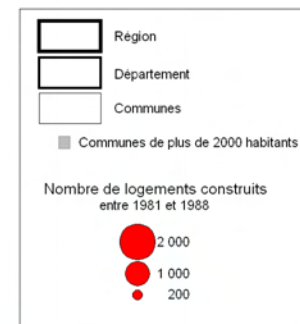 Région
Département
Communes
Communes de plus de 2000 habitants
Nombre de logements construits
entre 1981 et 1988
2 000
1 000
200